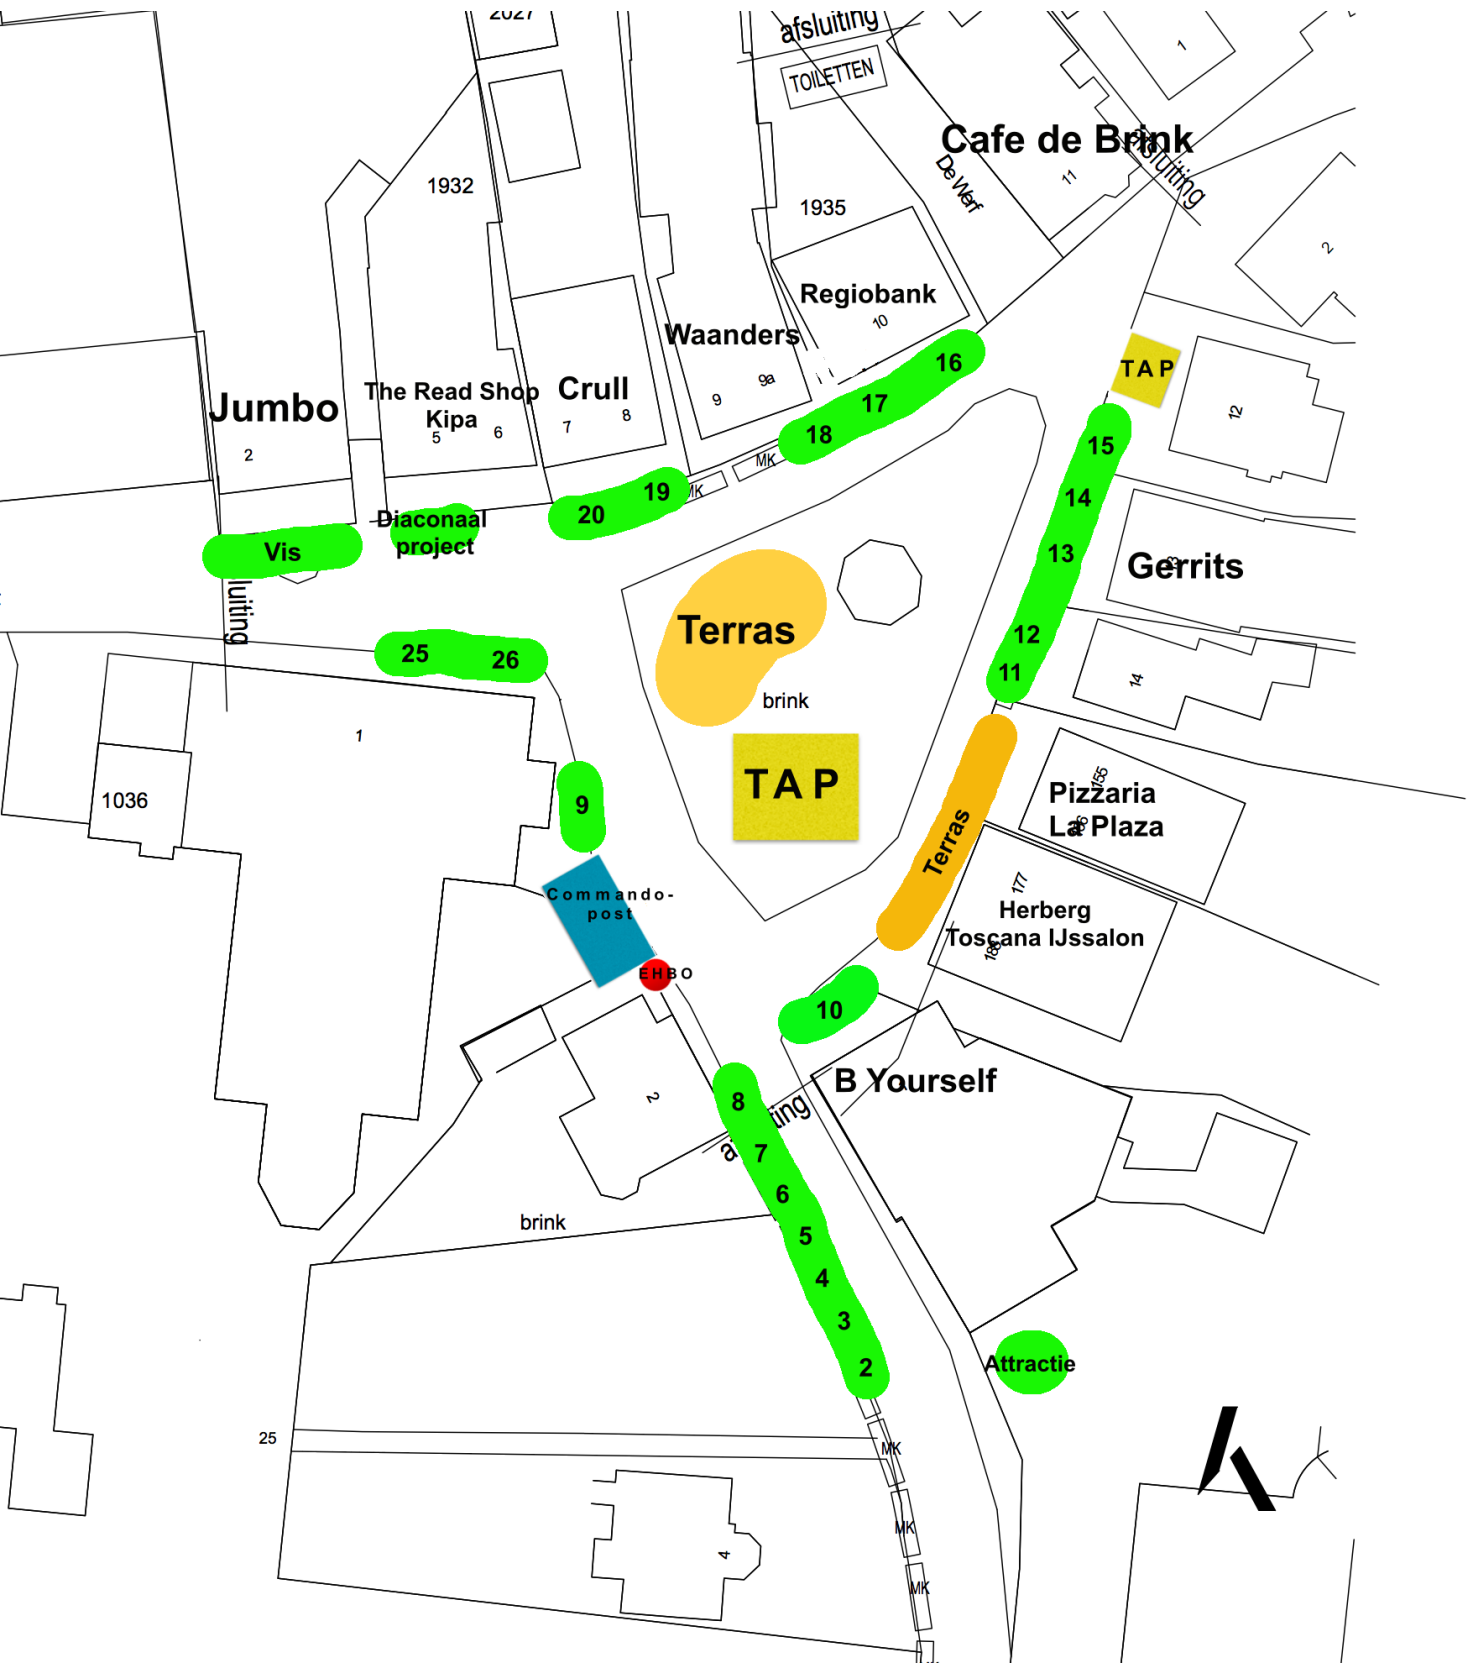 2027
afsluiting
TOILETTEN
1
Cafe de Brink
afsluiting
11
De Werf
1932
1935
2
Regiobank
10
Waanders
9
9a
TAP
12
The Read Shop
Kipa
5
6
Crull
7
8
Jumbo
2
16
17
18
MK
19
MK
20
15
14
13
12
11
Diaconaal
project
Vis
luiting
Gerrits
25
26
Terras
brink
TAP
14
1
1036
9
Terras
155
Pizzaria
La Plaza
177
Herberg
Toscana IJssalon
Commando-
post
EHBO
10
B Yourself
2
8
7
6
5
4
3
2
brink
Attractie
25
MK
MK
MK
4